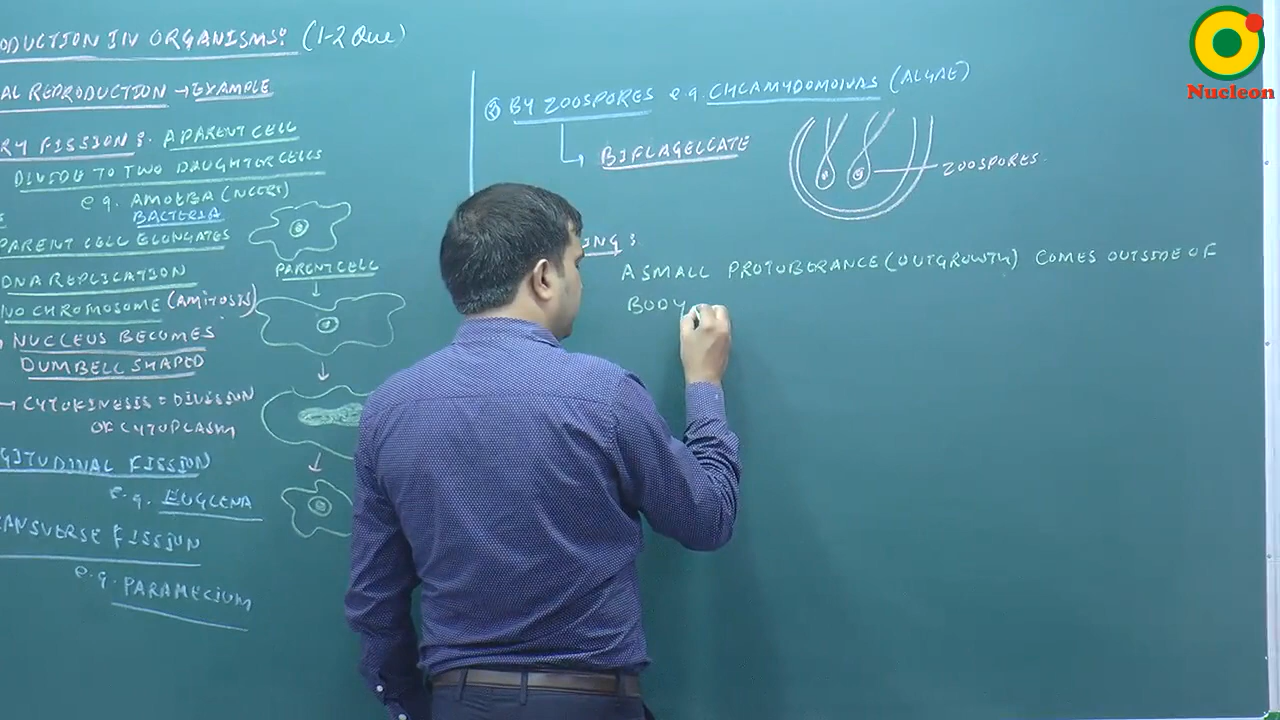 ODUCTION IN ORGANISMS: (1-2 Que)
AL REPRODUCTION → EXAMPLE
RY FISSION : A PARENT CELL
DIVIDE TO TWO DAUGHTER CELLS
e.g. AMOEBA (NCERT)
BACTERIA
PARENT CELL ELONGATES
DNA REPLICATION
NO CHROMOSOME (AMITOSIS)
NUCLEUS BECOMES
DUMBELL SHAPED
→ CYTOKINESIS = DIVISION
OF CYTOPLASM
GITUDINAL FISSION
e.g. EUGLENA
ANSVERSE FISSION
e.g. PARAMECIUM
PARENT CELL
BY ZOOSPORES e.g. CHLAMYDOMONAS (ALGAE)
BIFLAGELLATE
ZOOSPORES
ING :
A SMALL PROTUBERANCE (OUTGROWTH) COMES OUTSIDE OF
BODY
Nucleon